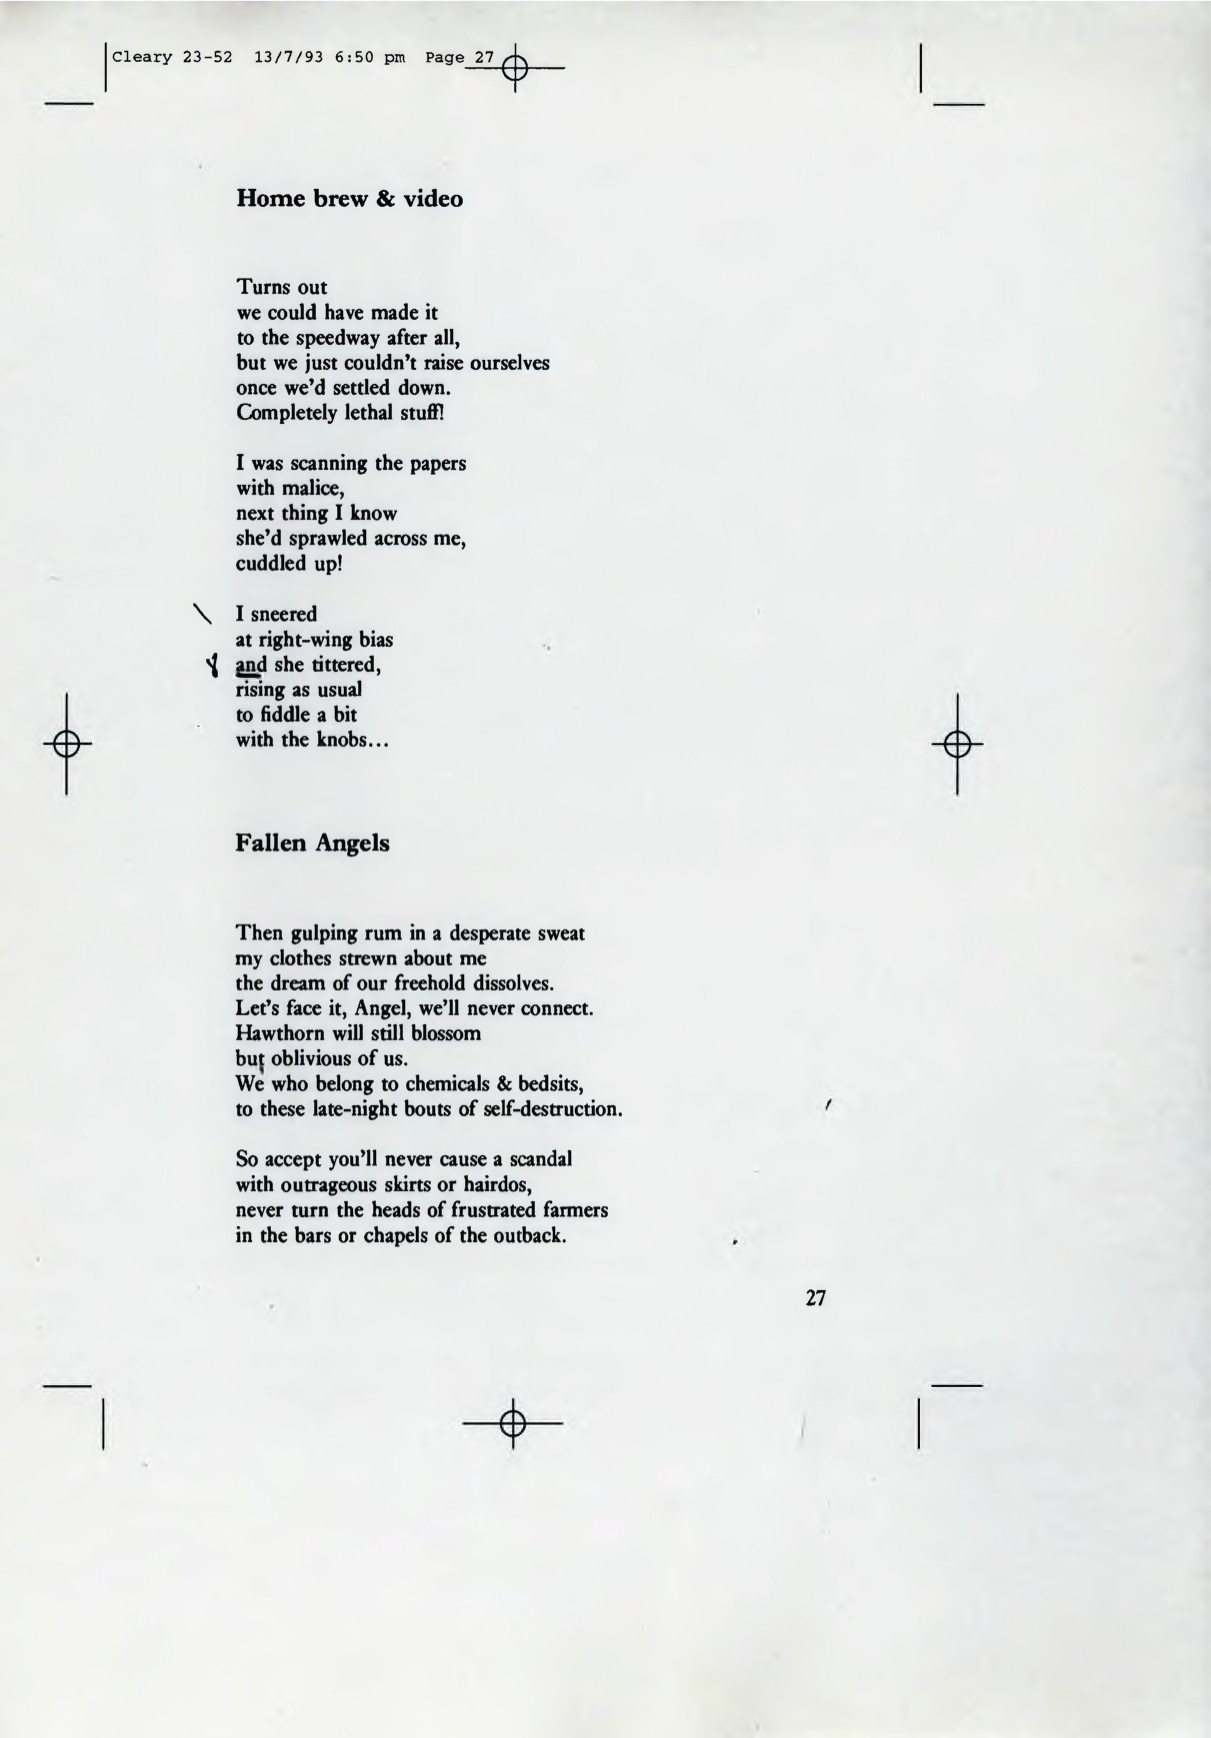 Cleary 23-52 13/7/93 6:50 pm Page 27
Home brew & video
Turns out
we could have made it
to the speedway after all,
but we just couldn't raise ourselves
once we'd settled down.
Completely lethal stuff!
I was scanning the papers
with malice,
next thing I know
she'd sprawled across me,
cuddled up!
I sneered
at right-wing bias
and she tittered,
rising as usual
to fiddle a bit
with the knobs...
Fallen Angels
Then gulping rum in a desperate sweat
my clothes strewn about me
the dream of our freehold dissolves.
Let's face it, Angel, we'll never connect.
Hawthorn will still blossom
but oblivious of us.
We who belong to chemicals & bedsits,
to these late-night bouts of self-destruction.
So accept you'll never cause a scandal
with outrageous skirts or hairdos,
never turn the heads of frustrated farmers
in the bars or chapels of the outback.
27